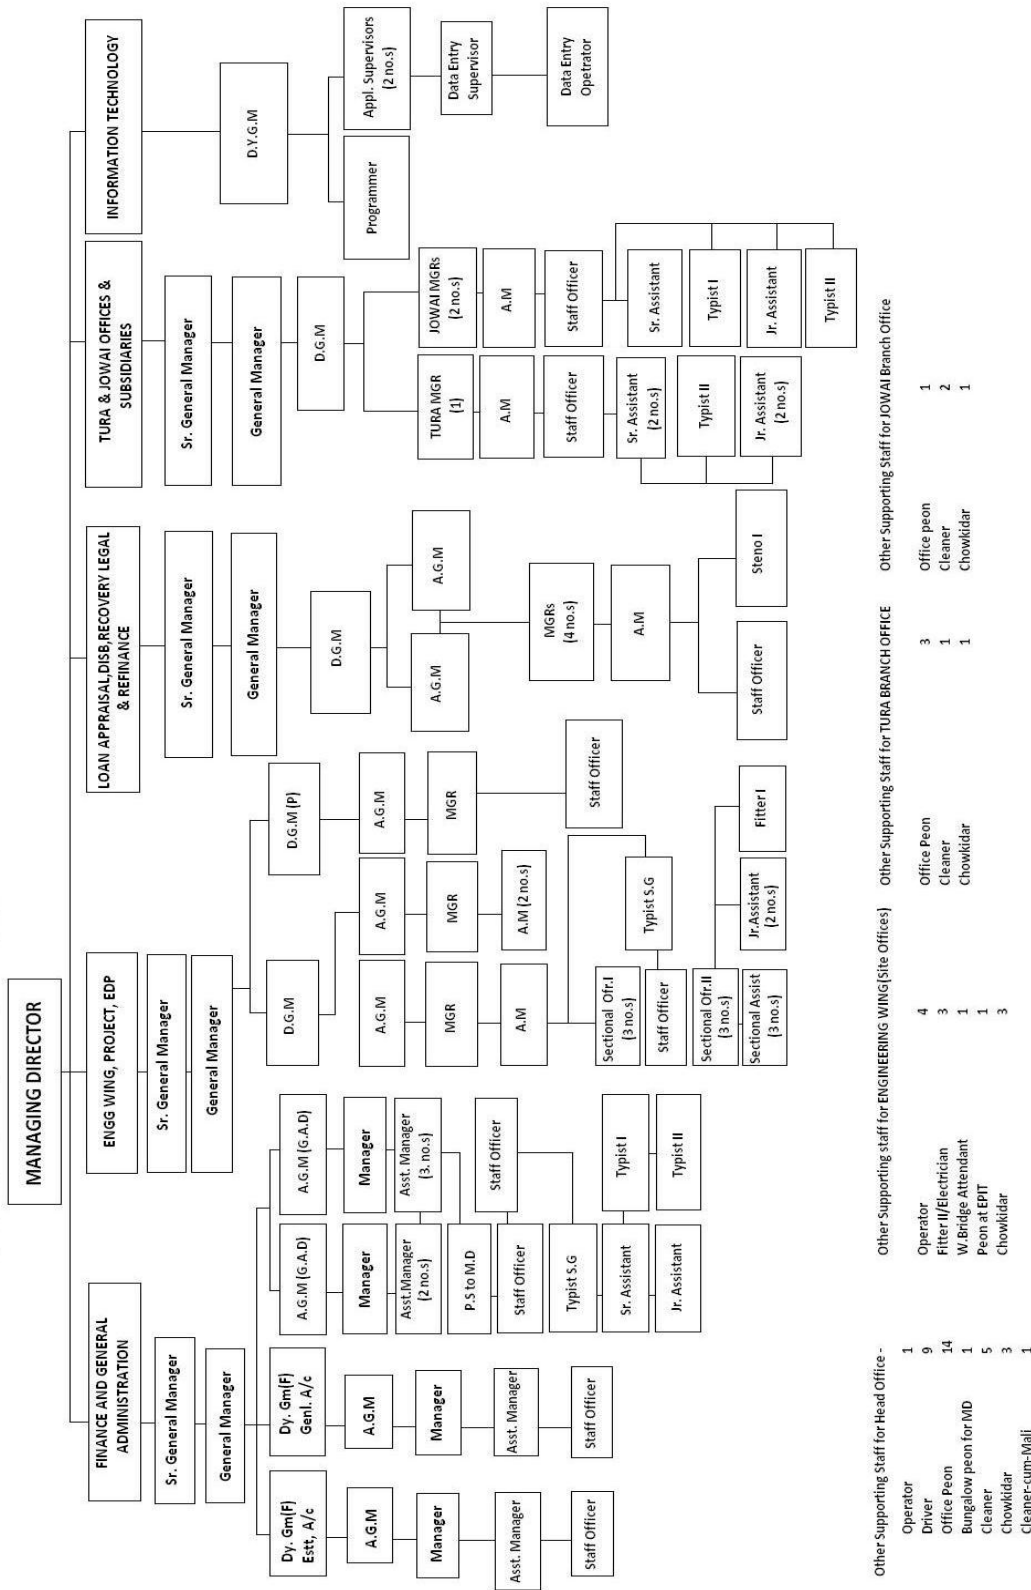 MANAGING DIRECTOR
FINANCE AND GENERAL
ADMINISTRATION
Sr. General Manager
General Manager
Dy. Gm(F)
Estt, A/c
A.G.M
Manager
Asst. Manager
Staff Officer
Dy. Gm(F)
Genl. A/c
A.G.M
Manager
Asst. Manager
Staff Officer
A.G.M (G.A.D)
Manager
Asst.Manager
(2 no.s)
P.S to M.D
Staff Officer
Typist S.G
Sr. Assistant
Jr. Assistant
A.G.M (G.A.D)
Manager
Asst. Manager
(3. no.s)
Staff Officer
Typist I
Typist II
ENGG WING, PROJECT, EDP
Sr. General Manager
General Manager
D.G.M
A.G.M
MGR
A.M
Sectional Ofr.I
(3 no.s)
Staff Officer
Sectional Ofr.II
(3 no.s)
Sectional Assist
(3 no.s)
A.G.M
MGR
A.M (2 no.s)
Typist S.G
Jr.Assistant
(2 no.s)
D.G.M (P)
A.G.M
MGR
Staff Officer
Fitter I
LOAN APPRAISAL,DISB,RECOVERY LEGAL
& REFINANCE
Sr. General Manager
General Manager
D.G.M
A.G.M
A.G.M
MGRs
(4 no.s)
A.M
Staff Officer
Steno I
TURA & JOWAI OFFICES &
SUBSIDIARIES
Sr. General Manager
General Manager
D.G.M
TURA MGR
(1)
A.M
Staff Officer
Sr. Assistant
(2 no.s)
Typist II
Jr. Assistant
(2 no.s)
JOWAI MGRs
(2 no.s)
A.M
Staff Officer
Sr. Assistant
Typist I
Jr. Assistant
Typist II
INFORMATION TECHNOLOGY
D.Y.G.M
Programmer
Appl. Supervisors
(2 no.s)
Data Entry
Supervisor
Data Entry
Opetrator
Other Supporting Staff for Head Office -
Operator 1
Driver 9
Office Peon 14
Bungalow peon for MD 1
Cleaner 5
Chowkidar 3
Cleaner-cum-Mali 1
Other Supporting staff for ENGINEERING WING(Site Offices)
Operator 4
Fitter II/Electrician 3
W.Bridge Attendant 1
Peon at EPIT 1
Chowkidar 3
Other Supporting Staff for TURA BRANCH OFFICE
Office Peon 3
Cleaner 1
Chowkidar 1
Other Supporting Staff for JOWAI Branch Office
Office peon 1
Cleaner 2
Chowkidar 1